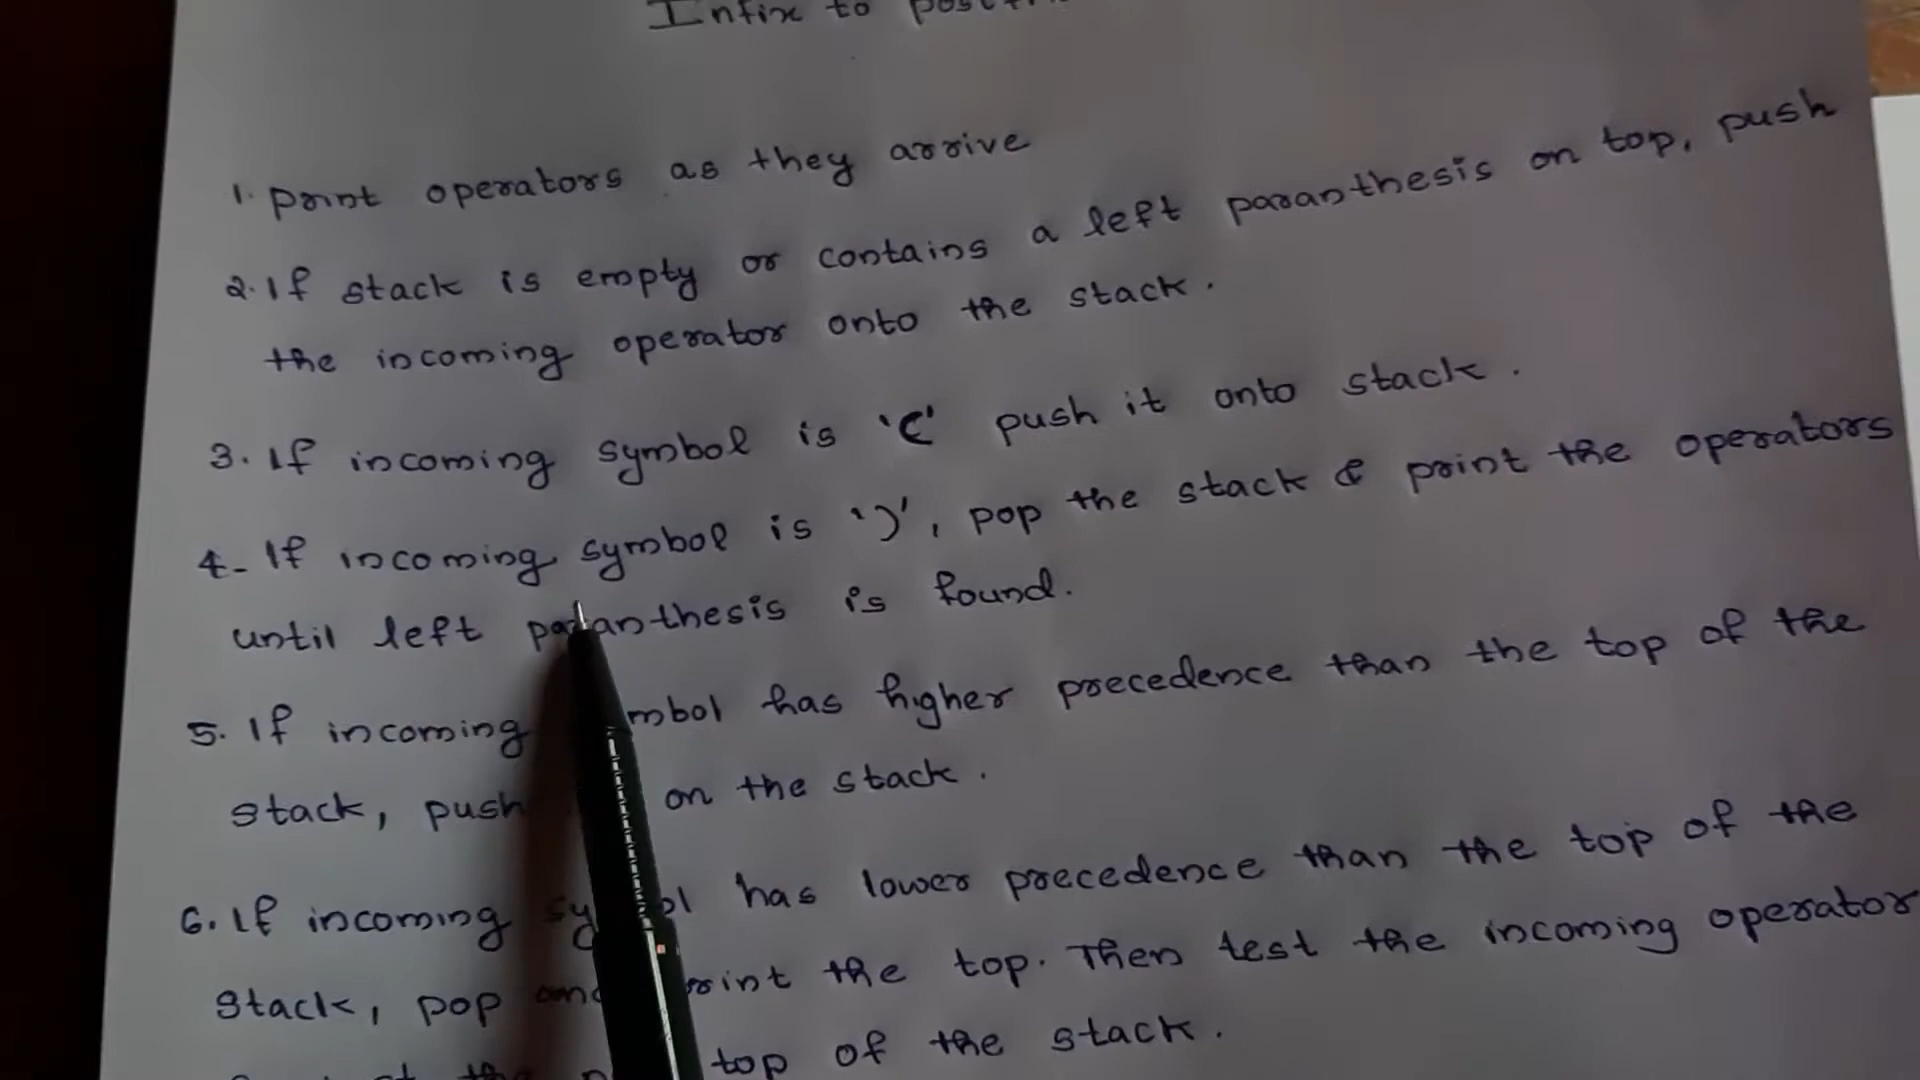 Infix to
1. print operators as they arrive
2. If stack is empty or contains a left paranthesis on top, push
the incoming operator onto the stack.
3. If incoming symbol is '(' push it onto stack.
4- If incoming symbol is ')', pop the stack & print the operators
until left paranthesis is found.
5. If incoming has higher precedence than the top of the
stack, push on the stack.
6. If incoming has lower precedence than the top of the
stack, pop and print the top. Then test the incoming operator
top of the stack.